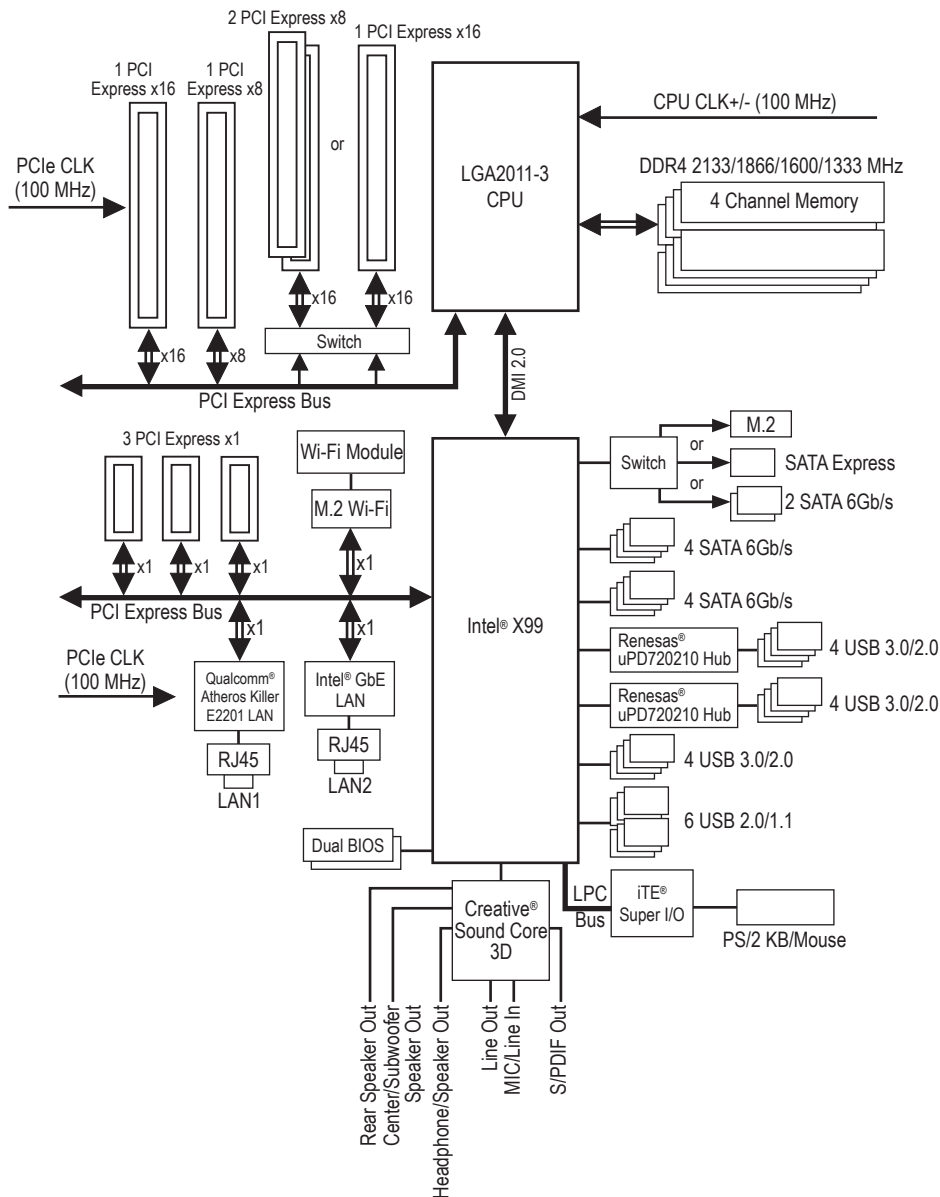 2 PCI Express x8
1 PCI Express x16
1 PCI
Express x16
1 PCI
Express x8
or
PCIe CLK
(100 MHz)
x16
x16
Switch
x16
x8
PCI Express Bus
LGA2011-3
CPU
CPU CLK+/- (100 MHz)
DDR4 2133/1866/1600/1333 MHz
4 Channel Memory
DMI 2.0
3 PCI Express x1
Wi-Fi Module
M.2 Wi-Fi
x1
x1
x1
x1
PCI Express Bus
x1
x1
PCIe CLK
(100 MHz)
Qualcomm®
Atheros Killer
E2201 LAN
RJ45
LAN1
Intel® GbE
LAN
RJ45
LAN2
Dual BIOS
Intel® X99
Switch
M.2
or
SATA Express
or
2 SATA 6Gb/s
4 SATA 6Gb/s
4 SATA 6Gb/s
Renesas®
uPD720210 Hub
4 USB 3.0/2.0
Renesas®
uPD720210 Hub
4 USB 3.0/2.0
4 USB 3.0/2.0
6 USB 2.0/1.1
LPC
Bus
iTE®
Super I/O
PS/2 KB/Mouse
Creative®
Sound Core
3D
Rear Speaker Out
Center/Subwoofer
Speaker Out
Headphone/Speaker Out
Line Out
MIC/Line In
S/PDIF Out